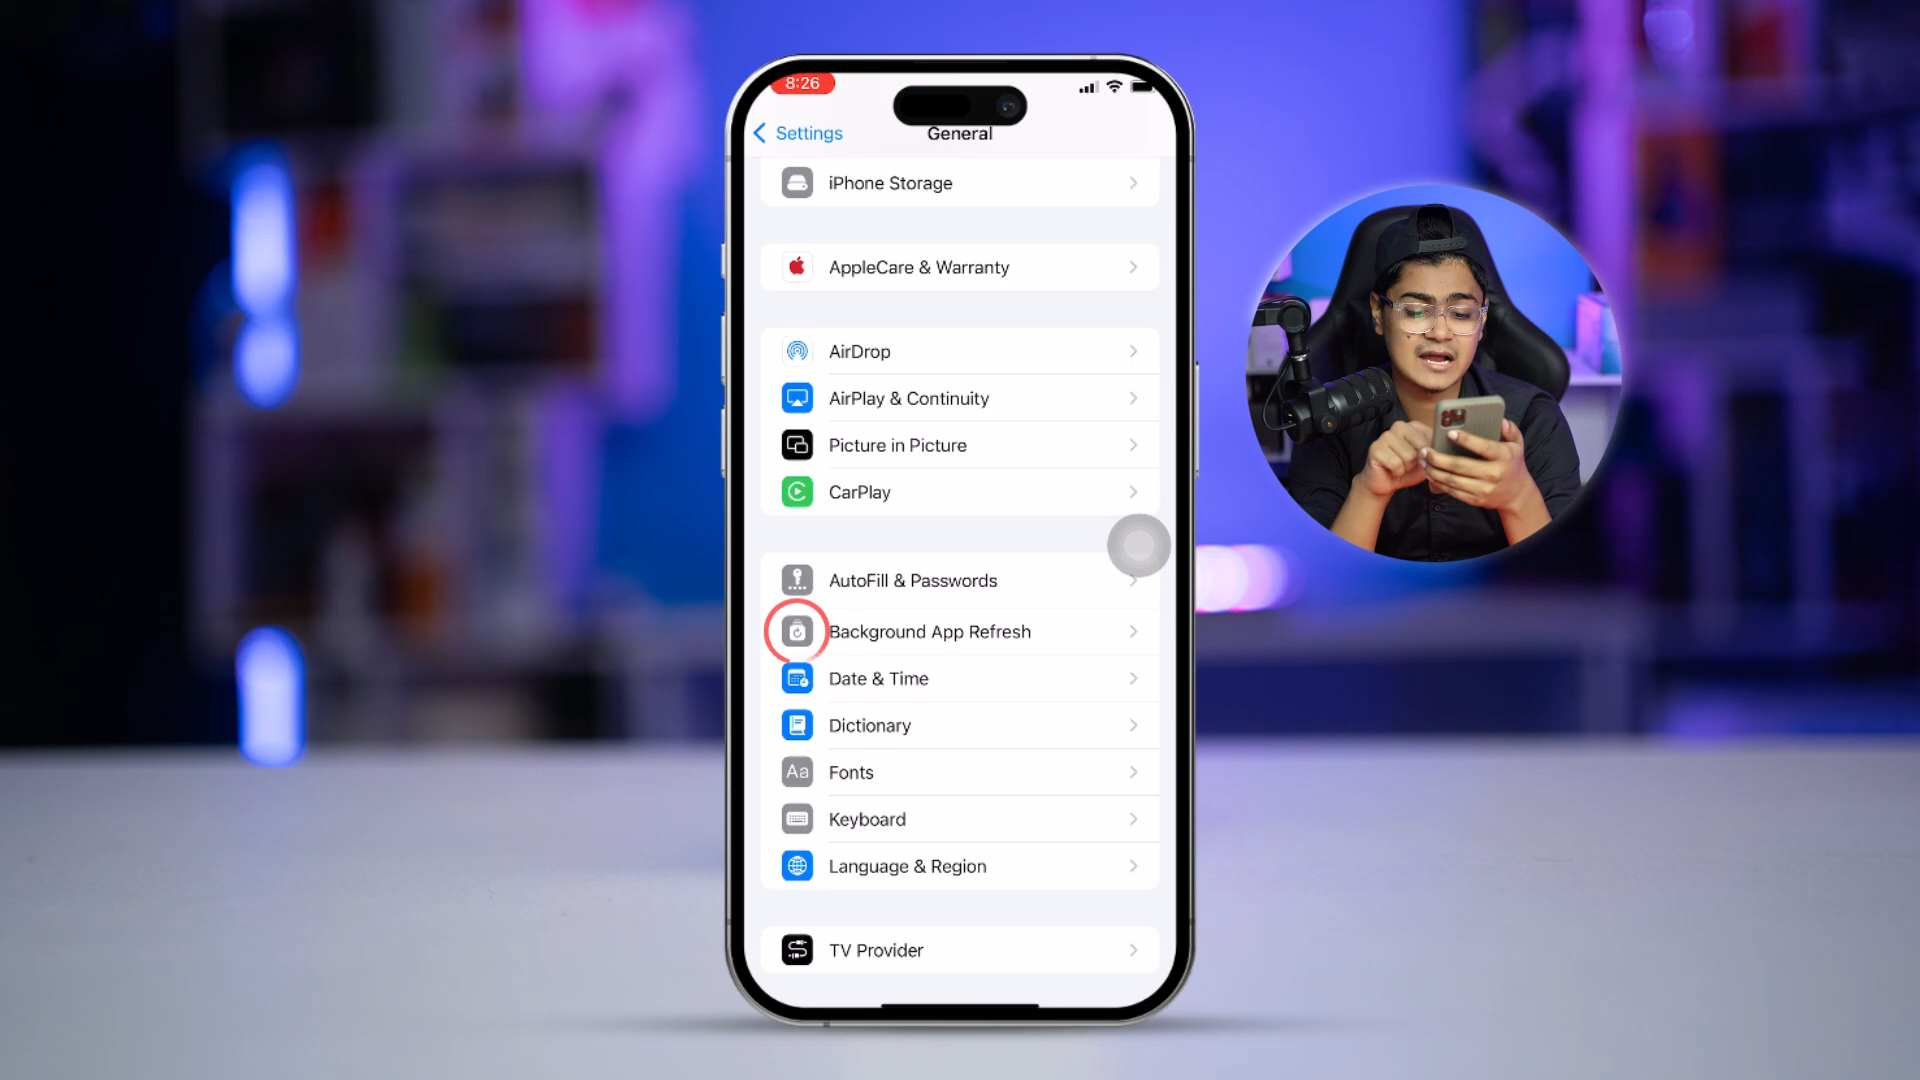 8:26
Settings
General
iPhone Storage
AppleCare & Warranty
AirDrop
AirPlay & Continuity
Picture in Picture
CarPlay
AutoFill & Passwords
Background App Refresh
Date & Time
Dictionary
Aa Fonts
Keyboard
Language & Region
TV Provider